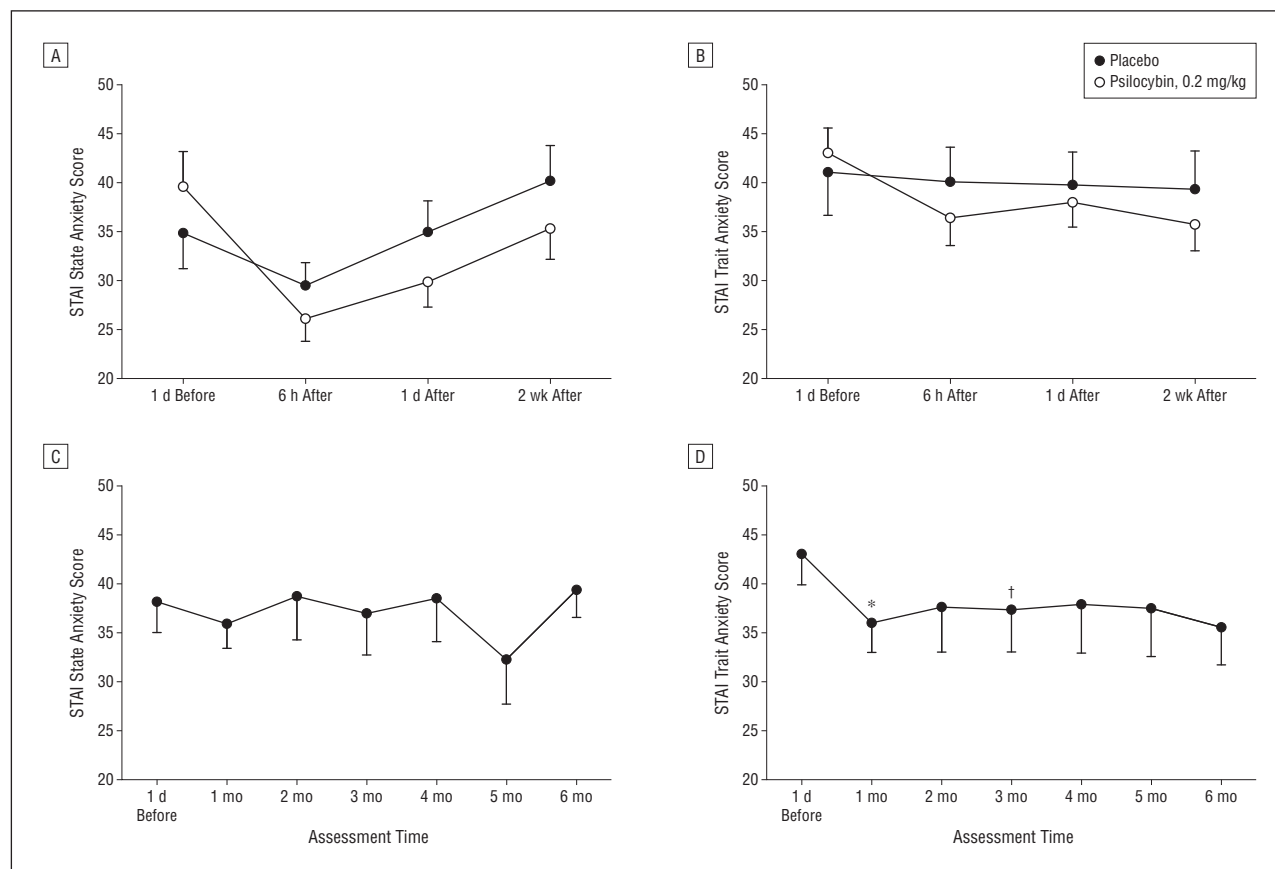 A
50
45
40
35
30
25
20
STAI State Anxiety Score
1 d Before
6 h After
1 d After
2 wk After
B
Placebo
Psilocybin, 0.2 mg/kg
50
45
40
35
30
25
20
STAI Trait Anxiety Score
1 d Before
6 h After
1 d After
2 wk After
C
50
45
40
35
30
25
20
STAI State Anxiety Score
1 d
Before
1 mo
2 mo
3 mo
4 mo
5 mo
6 mo
Assessment Time
D
50
45
40
35
30
25
20
STAI Trait Anxiety Score
*
†
1 d
Before
1 mo
2 mo
3 mo
4 mo
5 mo
6 mo
Assessment Time